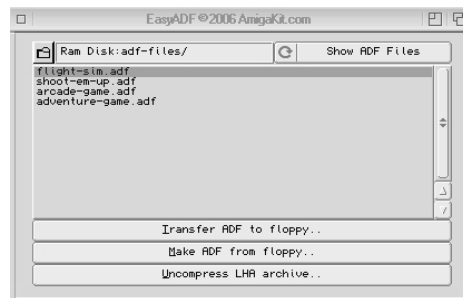 EasyADF ©2006 AmigaKit.com
Ram Disk:adf-files/ Show ADF Files
flight-sim.adf
shoot-em-up.adf
arcade-game.adf
adventure-game.adf
Transfer ADF to floppy..
Make ADF from floppy..
Uncompress LHA archive..